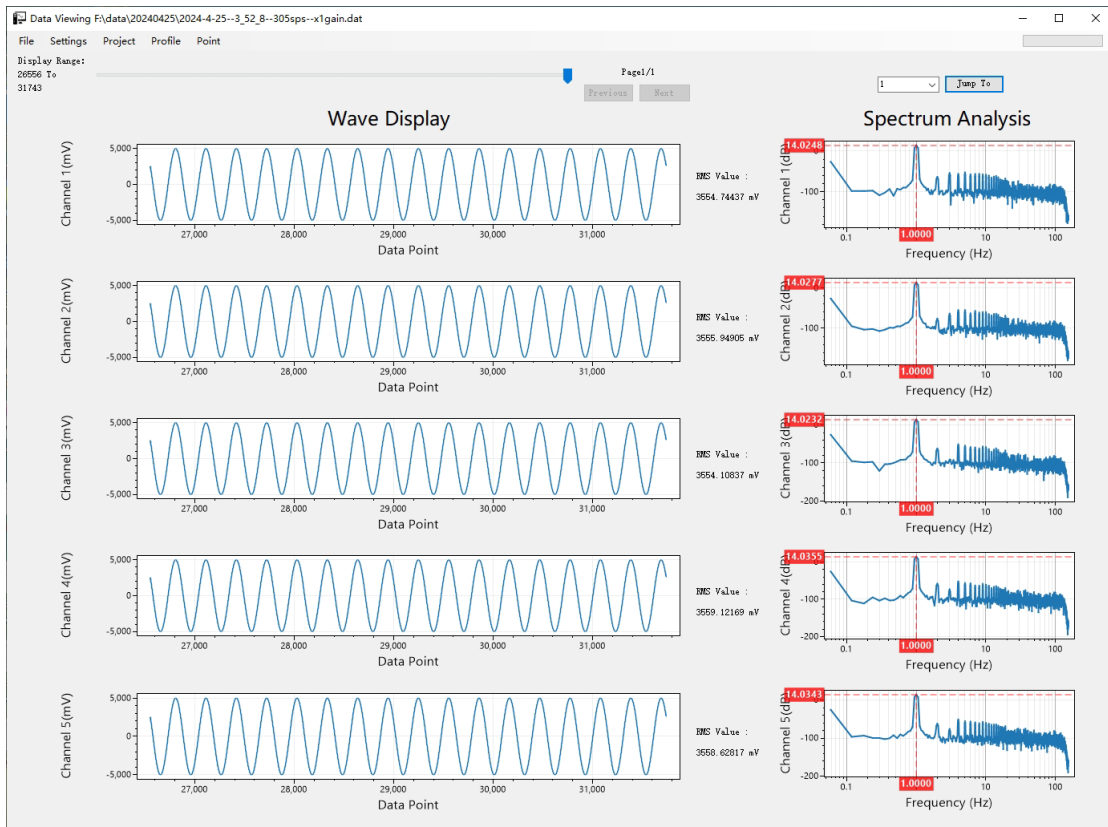 Data Viewing F:\data\20240425\2024-4-25--3_52_8--305sps--x1gain.dat
File Settings Project Profile Point
Display Range:
26556 To
31743
Page1/1
Previous Next
1 Jump To
Wave Display
Spectrum Analysis
Channel 1(mV)
5,000
0
-5,000
27,000 28,000 29,000 30,000 31,000
Data Point
RMS Value :
3554.74437 mV
Channel 1(dB)
14.0248
-100
0.1 1.0000 10 100
Frequency (Hz)
Channel 2(mV)
5,000
0
-5,000
27,000 28,000 29,000 30,000 31,000
Data Point
RMS Value :
3555.94905 mV
Channel 2(dB)
14.0277
-100
0.1 1.0000 10 100
Frequency (Hz)
Channel 3(mV)
5,000
0
-5,000
27,000 28,000 29,000 30,000 31,000
Data Point
RMS Value :
3554.10837 mV
Channel 3(dB)
14.0232
-100
-200
0.1 1.0000 10 100
Frequency (Hz)
Channel 4(mV)
5,000
0
-5,000
27,000 28,000 29,000 30,000 31,000
Data Point
RMS Value :
3559.12169 mV
Channel 4(dB)
14.0355
-100
-200
0.1 1.0000 10 100
Frequency (Hz)
Channel 5(mV)
5,000
0
-5,000
27,000 28,000 29,000 30,000 31,000
Data Point
RMS Value :
3558.62817 mV
Channel 5(dB)
14.0343
-100
-200
0.1 1.0000 10 100
Frequency (Hz)